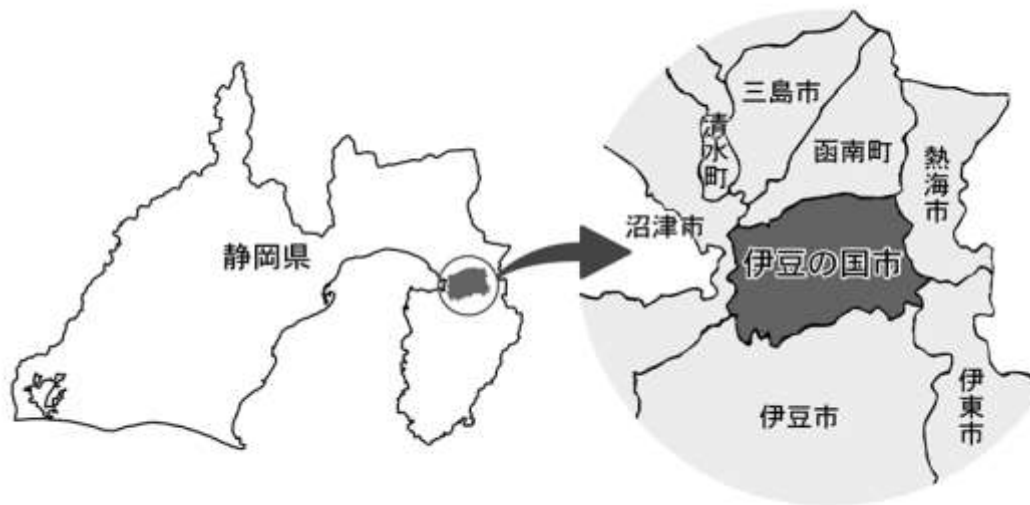 静岡県
三島市
清水町
函南町
熱海市
沼津市
伊豆の国市
伊豆市
伊東市